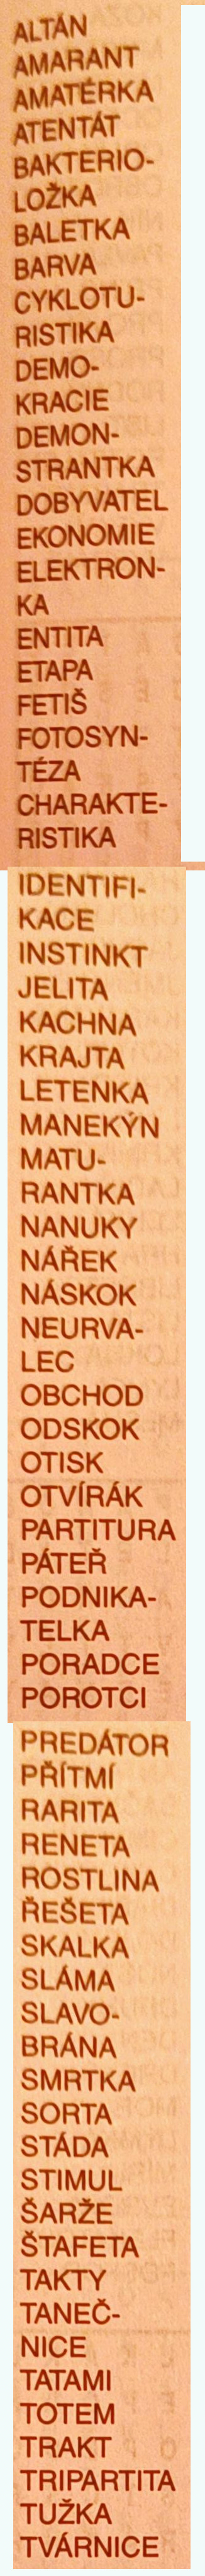 ALTÁN
AMARANT
AMATÉRKA
ATENTÁT
BAKTERIO-
LOŽKA
BALETKA
BARVA
CYKLOTU-
RISTIKA
DEMO-
KRACIE
DEMON-
STRANTKA
DOBYVATEL
EKONOMIE
ELEKTRON-
KA
ENTITA
ETAPA
FETIŠ
FOTOSYN-
TÉZA
CHARAKTE-
RISTIKA
IDENTIFI-
KACE
INSTINKT
JELITA
KACHNA
KRAJTA
LETENKA
MANEKÝN
MATU-
RANTKA
NANUKY
NÁŘEK
NÁSKOK
NEURVA-
LEC
OBCHOD
ODSKOK
OTISK
OTVÍRÁK
PARTITURA
PÁTEŘ
PODNIKA-
TELKA
PORADCE
POROTCI
PREDÁTOR
PŘÍTMÍ
RARITA
RENETA
ROSTLINA
ŘEŠETA
SKALKA
SLÁMA
SLAVO-
BRÁNA
SMRTKA
SORTA
STÁDA
STIMUL
ŠARŽE
ŠTAFETA
TAKTY
TANEČ-
NICE
TATAMI
TOTEM
TRAKT
TRIPARTITA
TUŽKA
TVÁRNICE